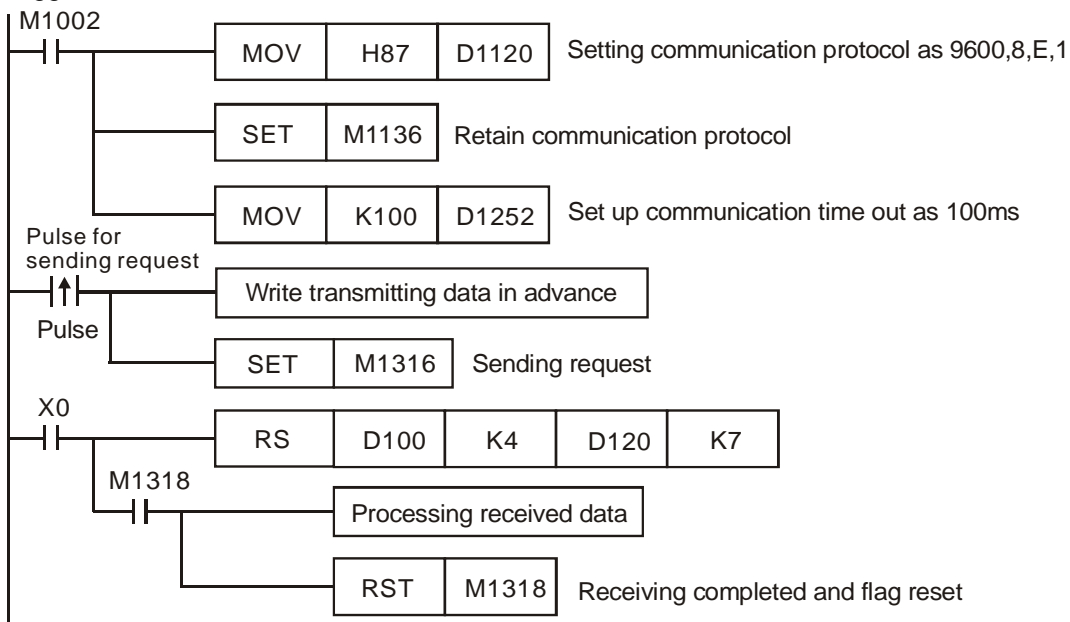 M1002
MOV H87 D1120 Setting communication protocol as 9600,8,E,1
SET M1136 Retain communication protocol
MOV K100 D1252 Set up communication time out as 100ms
Pulse for
sending request
Write transmitting data in advance
Pulse
SET M1316 Sending request
X0
RS D100 K4 D120 K7
M1318
Processing received data
RST M1318 Receiving completed and flag reset